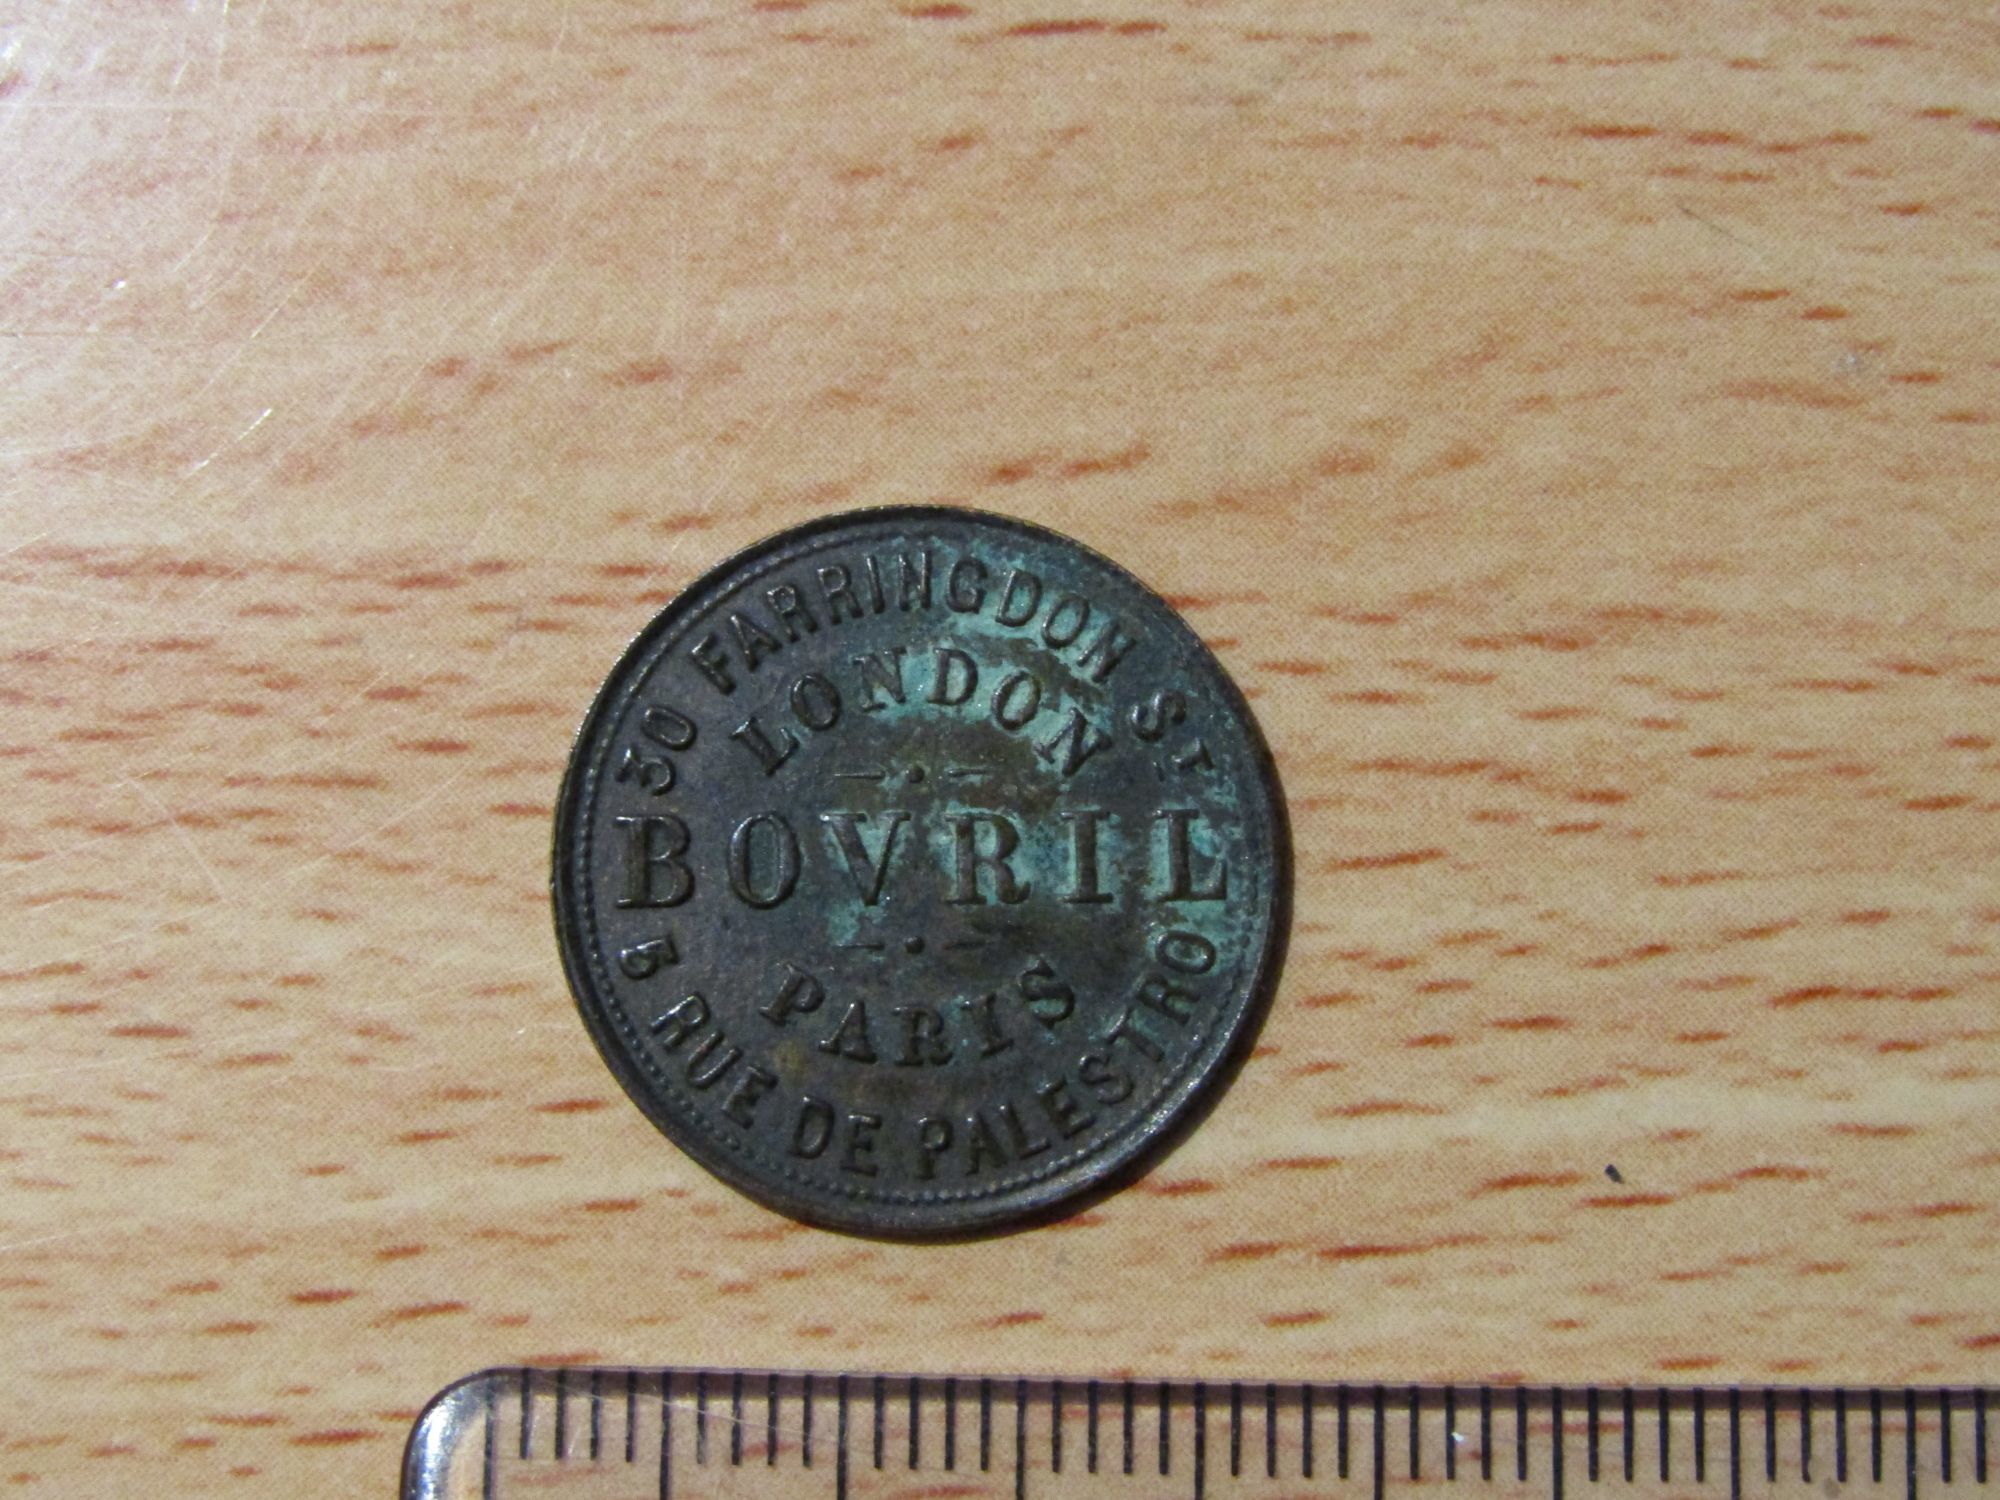 30 FARRINGDON ST
LONDON
BOVRIL
PARIS
5 RUE DE PALESTRO